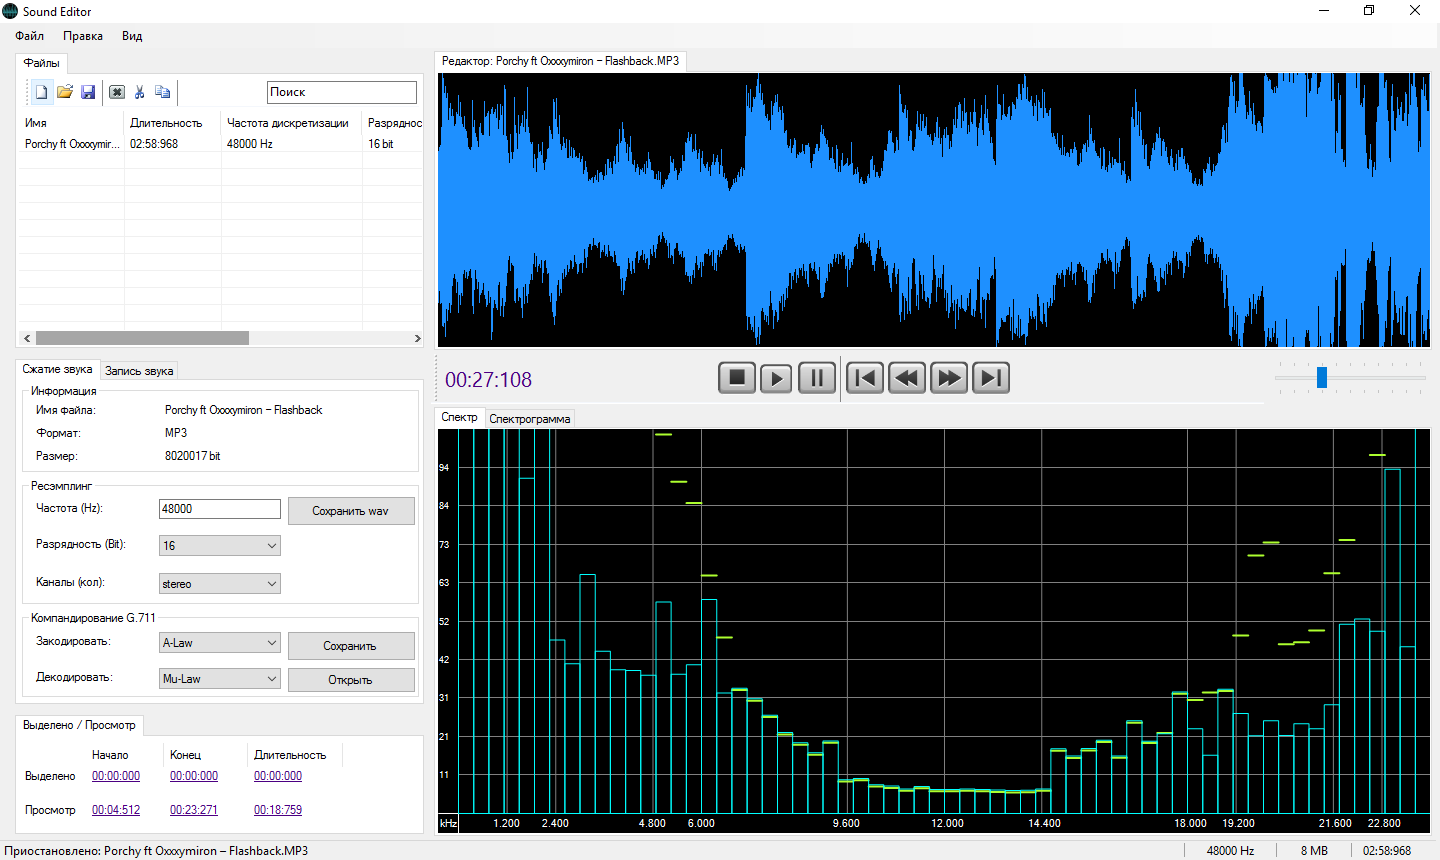 Sound Editor
Файл Правка Вид
Файлы
Поиск
Имя Длительность Частота дискретизации Разряднос
Porchy ft Oxxxymir... 02:58:968 48000 Hz 16 bit
Сжатие звука Запись звука
Информация
Имя файла: Porchy ft Oxxxymiron – Flashback
Формат: MP3
Размер: 8020017 bit
Ресэмплинг
Частота (Hz): 48000 Сохранить wav
Разрядность (Bit): 16
Каналы (кол): stereo
Компандирование G.711
Закодировать: A-Law Сохранить
Декодировать: Mu-Law Открыть
Выделено / Просмотр
Начало Конец Длительность
Выделено 00:00:000 00:00:000 00:00:000
Просмотр 00:04:512 00:23:271 00:18:759
Редактор: Porchy ft Oxxxymiron – Flashback.MP3
00:27:108
Спектр Спектрограмма
94
84
73
63
52
42
31
21
11
kHz 1.200 2.400 4.800 6.000 9.600 12.000 14.400 18.000 19.200 21.600 22.800
Приостановлено: Porchy ft Oxxxymiron – Flashback.MP3 48000 Hz 8 MB 02:58:968